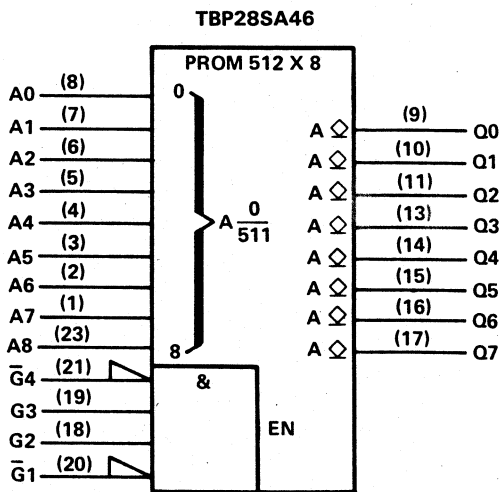 TBP28SA46
PROM 512 X 8
A0 (8) 0
A1 (7)
A2 (6)
A3 (5)
A4 (4)
A5 (3)
A6 (2)
A7 (1)
A8 (23) 8
A 0/511
A (9) Q0
A (10) Q1
A (11) Q2
A (13) Q3
A (14) Q4
A (15) Q5
A (16) Q6
A (17) Q7
G̅4 (21)
G3 (19)
G2 (18)
G̅1 (20)
&
EN